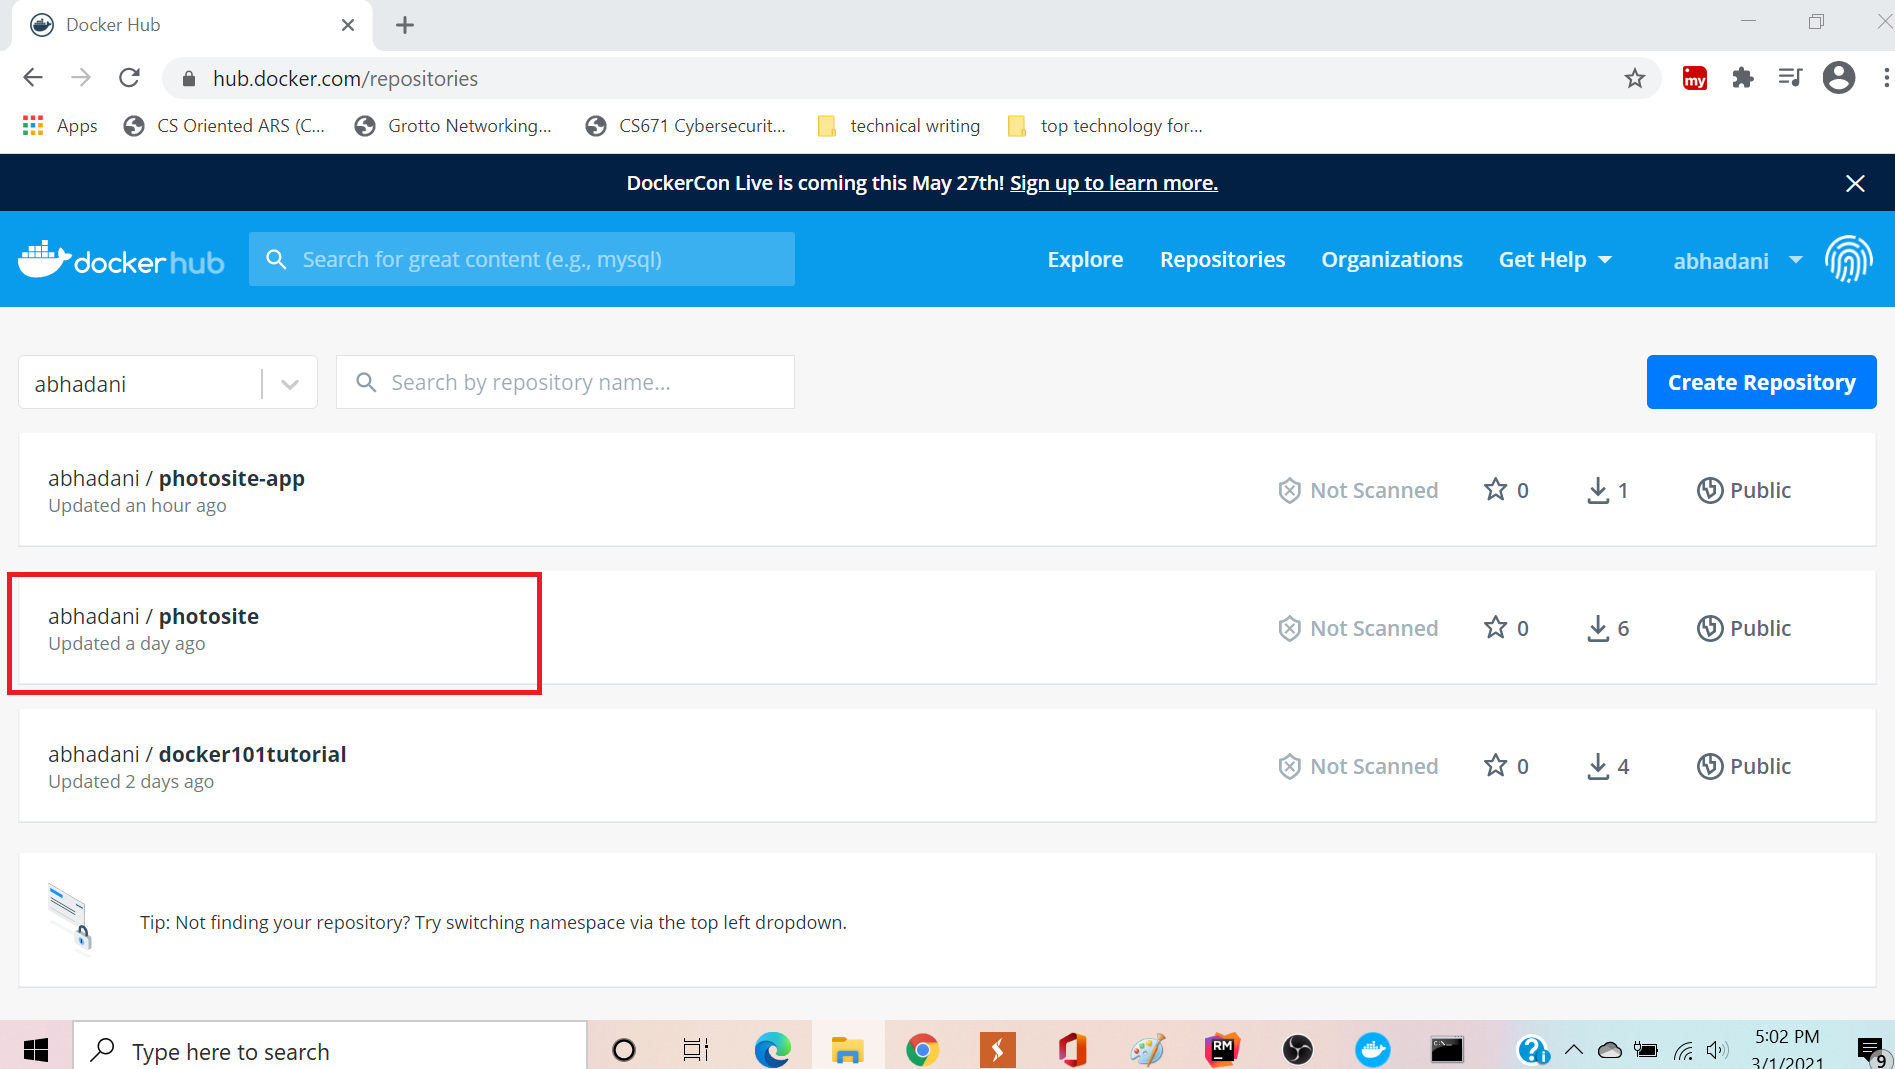 Docker Hub
hub.docker.com/repositories
my
Apps
CS Oriented ARS (C...
Grotto Networking...
CS671 Cybersecurit...
technical writing
top technology for...
DockerCon Live is coming this May 27th! Sign up to learn more.
docker hub
Search for great content (e.g., mysql)
Explore
Repositories
Organizations
Get Help
abhadani
abhadani
Search by repository name...
Create Repository
abhadani / photosite-app
Updated an hour ago
Not Scanned
0
1
Public
abhadani / photosite
Updated a day ago
Not Scanned
0
6
Public
abhadani / docker101tutorial
Updated 2 days ago
Not Scanned
0
4
Public
Tip: Not finding your repository? Try switching namespace via the top left dropdown.
Type here to search
RM
5:02 PM
3/1/2021
9